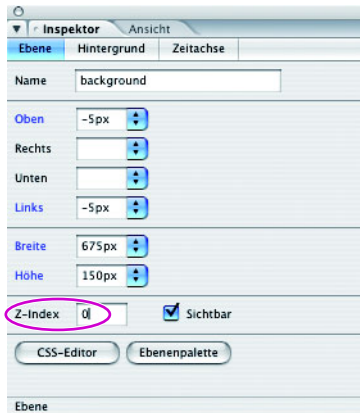 Inspektor Ansicht
Ebene Hintergrund Zeitachse
Name background
Oben -5px
Rechts
Unten
Links -5px
Breite 675px
Höhe 150px
Z-Index 0 Sichtbar
CSS-Editor Ebenenpalette
Ebene